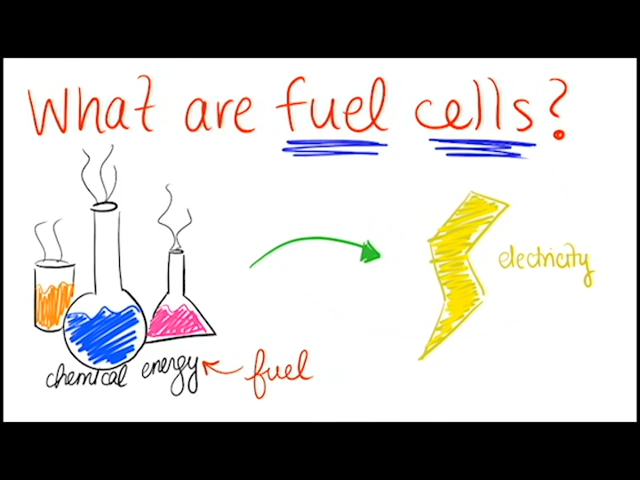 What are fuel cells?
electricity
chemical energy
fuel